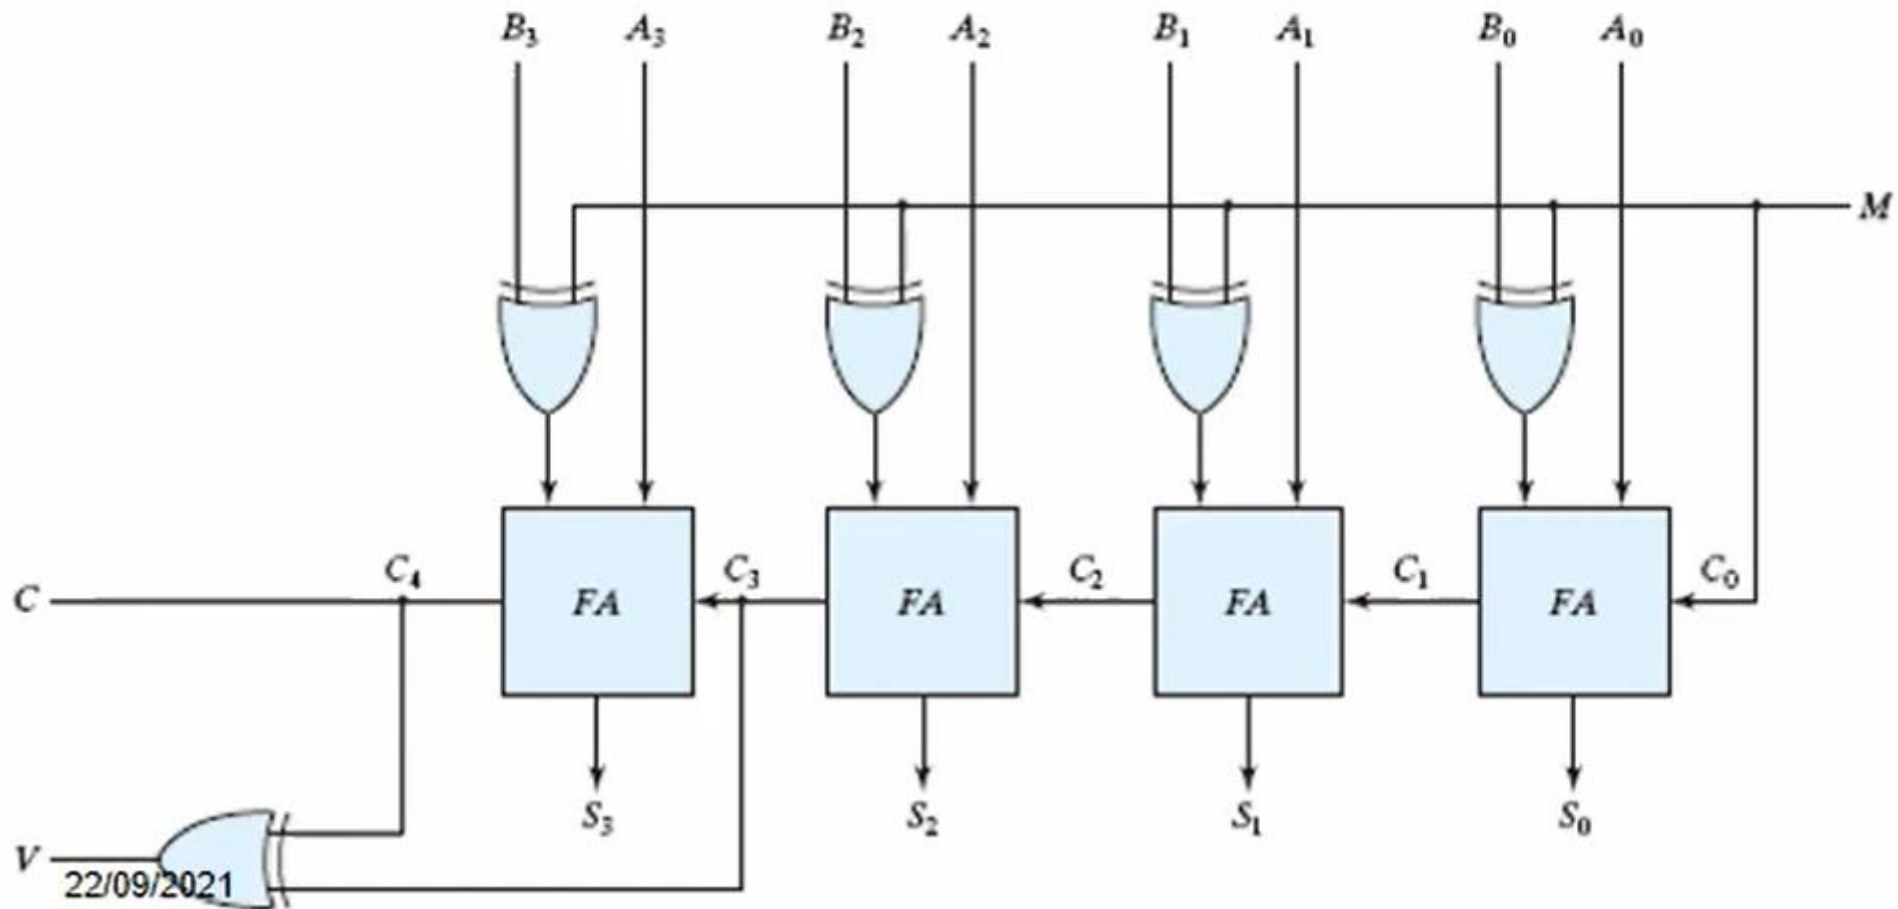 B₃ A₃ B₂ A₂ B₁ A₁ B₀ A₀
M
C C₄ FA C₃ FA C₂ FA C₁ FA C₀
S₃ S₂ S₁ S₀
V
22/09/2021